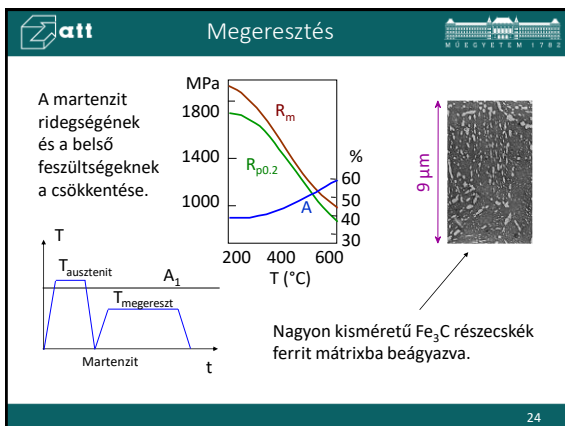 att
Megeresztés
MŰEGYETEM 1782
A martenzit
ridegségének
és a belső
feszültségeknek
a csökkentése.
MPa
1800
1400
1000
Rm
Rp0.2
A
%
60
50
40
30
200 400 600
T (°C)
9 µm
T
Tausztenit
A1
Tmegereszt
Martenzit
t
Nagyon kisméretű Fe3C részecskék
ferrit mátrixba beágyazva.
24